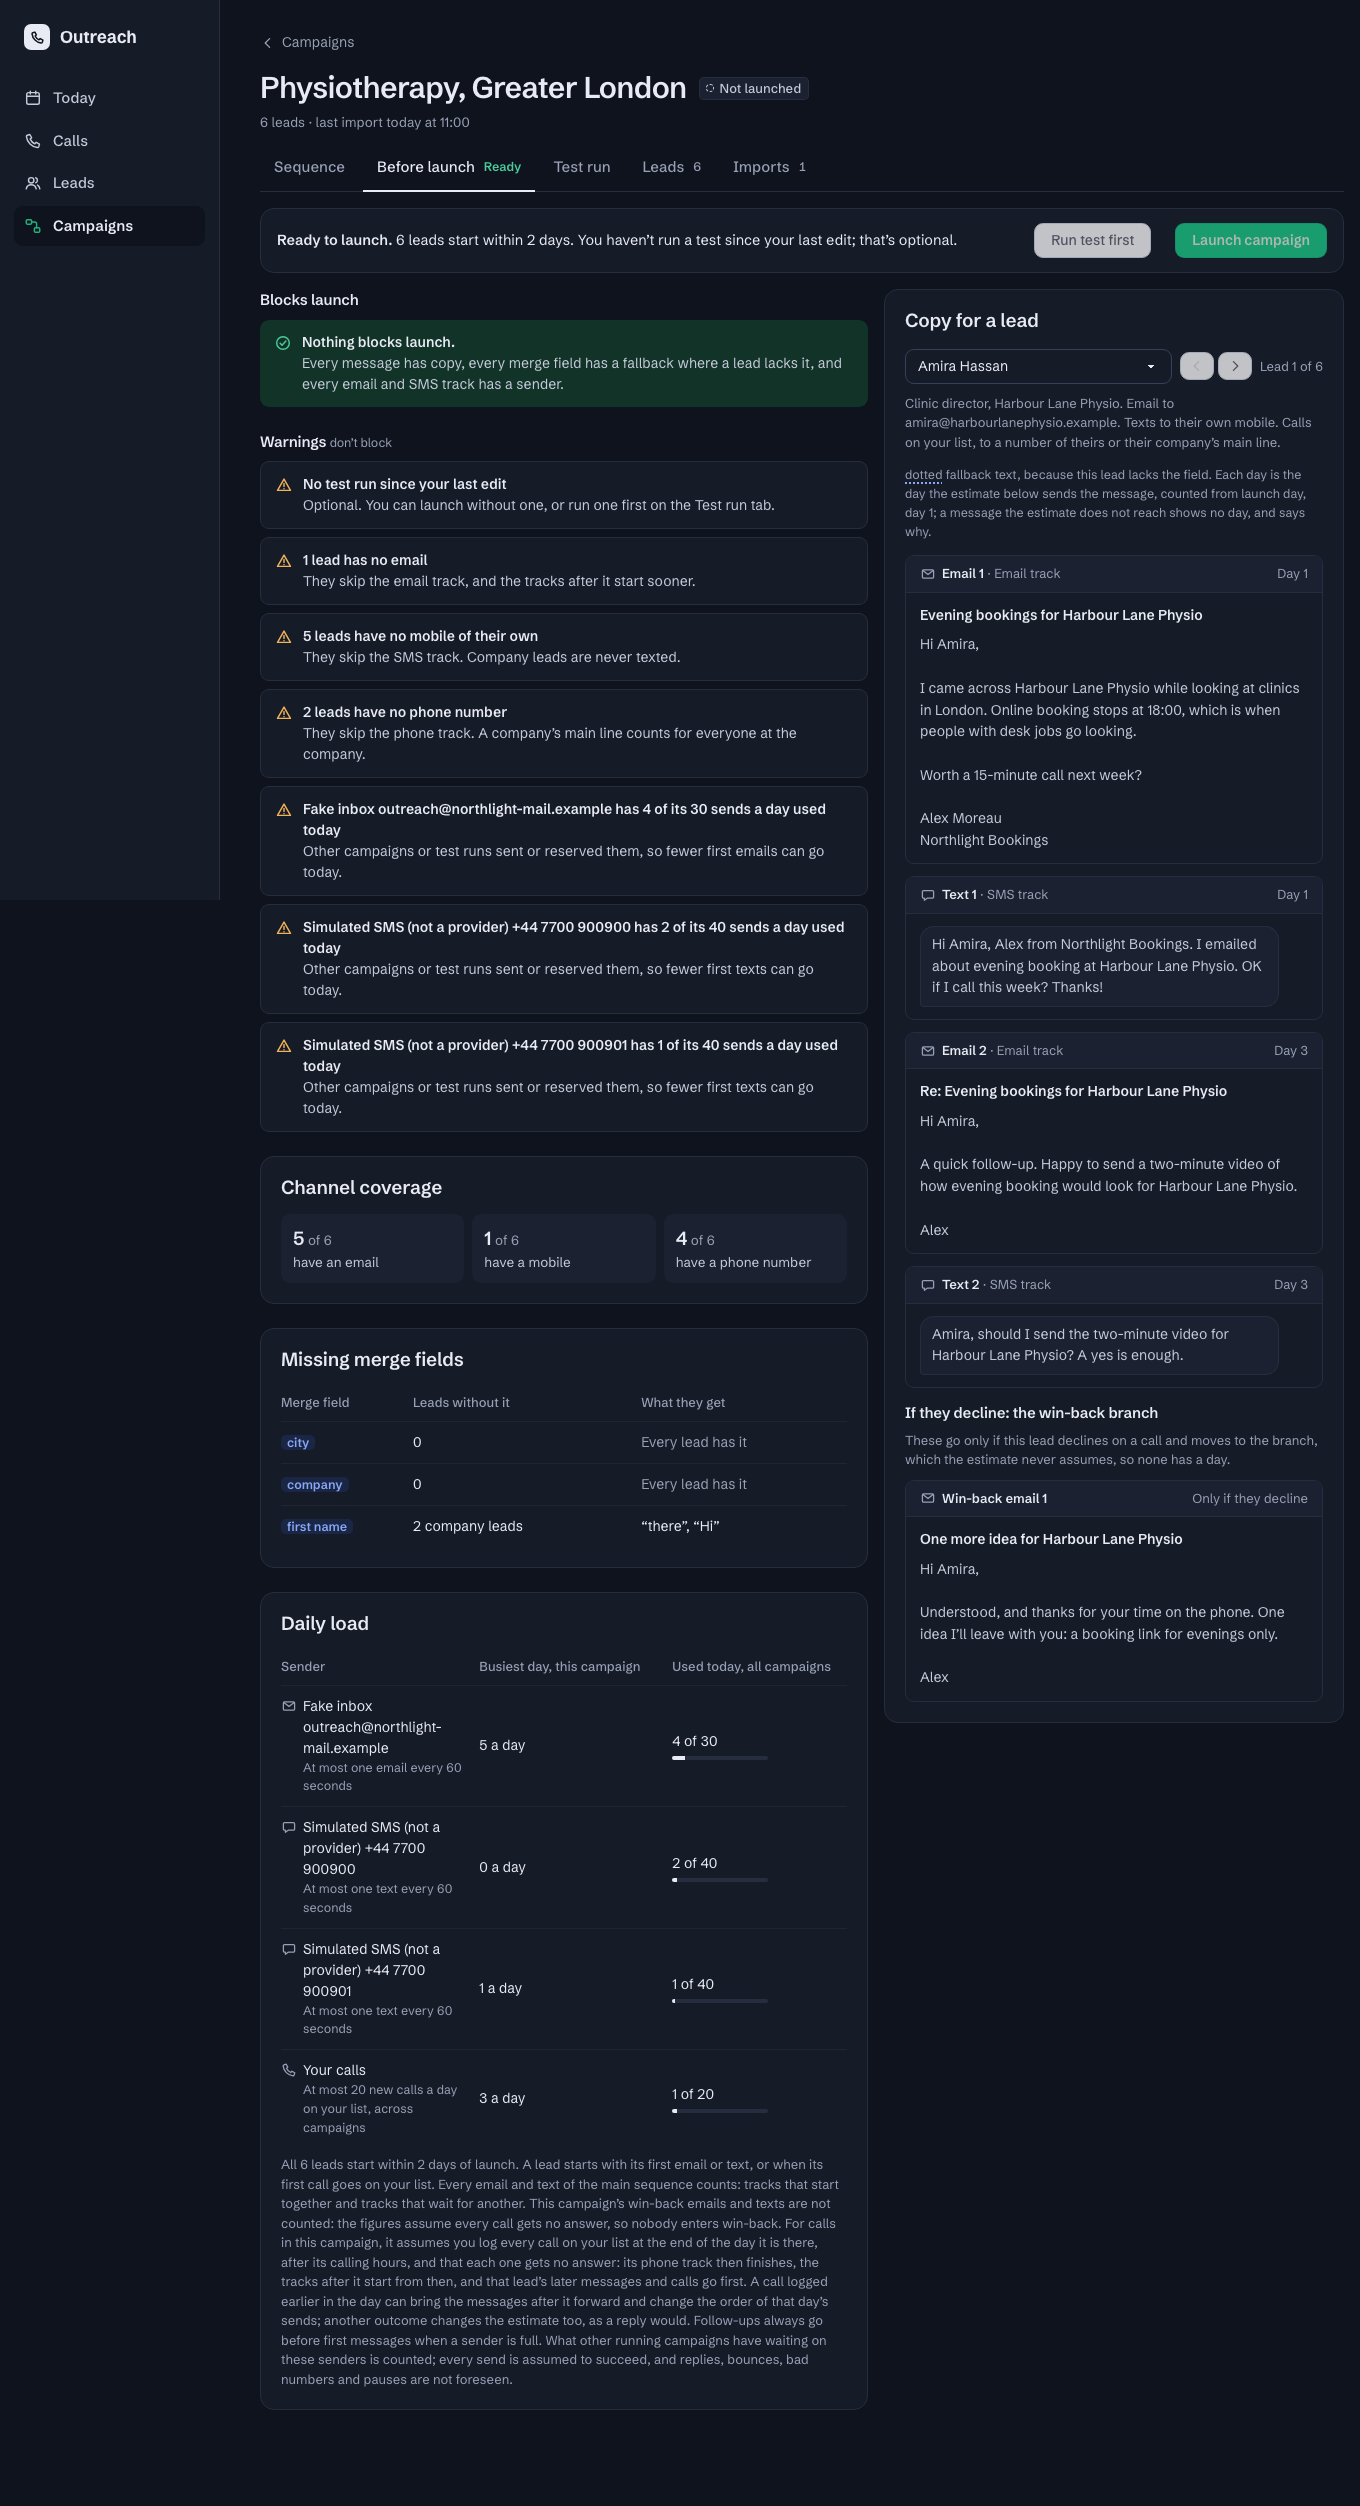 Outreach
Today
Calls
Leads
Campaigns
Campaigns
Physiotherapy, Greater London
Not launched
6 leads · last import today at 11:00
Sequence
Before launch Ready
Test run
Leads 6
Imports 1
Ready to launch. 6 leads start within 2 days. You haven’t run a test since your last edit; that’s optional.
Run test first
Launch campaign
Blocks launch
Nothing blocks launch.
Every message has copy, every merge field has a fallback where a lead lacks it, and
every email and SMS track has a sender.
Warnings don’t block
No test run since your last edit
Optional. You can launch without one, or run one first on the Test run tab.
1 lead has no email
They skip the email track, and the tracks after it start sooner.
5 leads have no mobile of their own
They skip the SMS track. Company leads are never texted.
2 leads have no phone number
They skip the phone track. A company’s main line counts for everyone at the
company.
Fake inbox outreach@northlight-mail.example has 4 of its 30 sends a day used
today
Other campaigns or test runs sent or reserved them, so fewer first emails can go
today.
Simulated SMS (not a provider) +44 7700 900900 has 2 of its 40 sends a day used
today
Other campaigns or test runs sent or reserved them, so fewer first texts can go
today.
Simulated SMS (not a provider) +44 7700 900901 has 1 of its 40 sends a day used
today
Other campaigns or test runs sent or reserved them, so fewer first texts can go
today.
Channel coverage
5 of 6
have an email
1 of 6
have a mobile
4 of 6
have a phone number
Missing merge fields
Merge field Leads without it What they get
city 0 Every lead has it
company 0 Every lead has it
first name 2 company leads “there”, “Hi”
Daily load
Sender Busiest day, this campaign Used today, all campaigns
Fake inbox
outreach@northlight-
mail.example
At most one email every 60
seconds
5 a day
4 of 30
Simulated SMS (not a
provider) +44 7700
900900
At most one text every 60
seconds
0 a day
2 of 40
Simulated SMS (not a
provider) +44 7700
900901
At most one text every 60
seconds
1 a day
1 of 40
Your calls
At most 20 new calls a day
on your list, across
campaigns
3 a day
1 of 20
All 6 leads start within 2 days of launch. A lead starts with its first email or text, or when its
first call goes on your list. Every email and text of the main sequence counts: tracks that start
together and tracks that wait for another. This campaign’s win-back emails and texts are not
counted: the figures assume every call gets no answer, so nobody enters win-back. For calls
in this campaign, it assumes you log every call on your list at the end of the day it is there,
after its calling hours, and that each one gets no answer: its phone track then finishes, the
tracks after it start from then, and that lead’s later messages and calls go first. A call logged
earlier in the day can bring the messages after it forward and change the order of that day’s
sends; another outcome changes the estimate too, as a reply would. Follow-ups always go
before first messages when a sender is full. What other running campaigns have waiting on
these senders is counted; every send is assumed to succeed, and replies, bounces, bad
numbers and pauses are not foreseen.
Copy for a lead
Amira Hassan
Lead 1 of 6
Clinic director, Harbour Lane Physio. Email to
amira@harbourlanephysio.example. Texts to their own mobile. Calls
on your list, to a number of theirs or their company’s main line.
dotted fallback text, because this lead lacks the field. Each day is the
day the estimate below sends the message, counted from launch day,
day 1; a message the estimate does not reach shows no day, and says
why.
Email 1 · Email track Day 1
Evening bookings for Harbour Lane Physio
Hi Amira,
I came across Harbour Lane Physio while looking at clinics
in London. Online booking stops at 18:00, which is when
people with desk jobs go looking.
Worth a 15-minute call next week?
Alex Moreau
Northlight Bookings
Text 1 · SMS track Day 1
Hi Amira, Alex from Northlight Bookings. I emailed
about evening booking at Harbour Lane Physio. OK
if I call this week? Thanks!
Email 2 · Email track Day 3
Re: Evening bookings for Harbour Lane Physio
Hi Amira,
A quick follow-up. Happy to send a two-minute video of
how evening booking would look for Harbour Lane Physio.
Alex
Text 2 · SMS track Day 3
Amira, should I send the two-minute video for
Harbour Lane Physio? A yes is enough.
If they decline: the win-back branch
These go only if this lead declines on a call and moves to the branch,
which the estimate never assumes, so none has a day.
Win-back email 1 Only if they decline
One more idea for Harbour Lane Physio
Hi Amira,
Understood, and thanks for your time on the phone. One
idea I’ll leave with you: a booking link for evenings only.
Alex